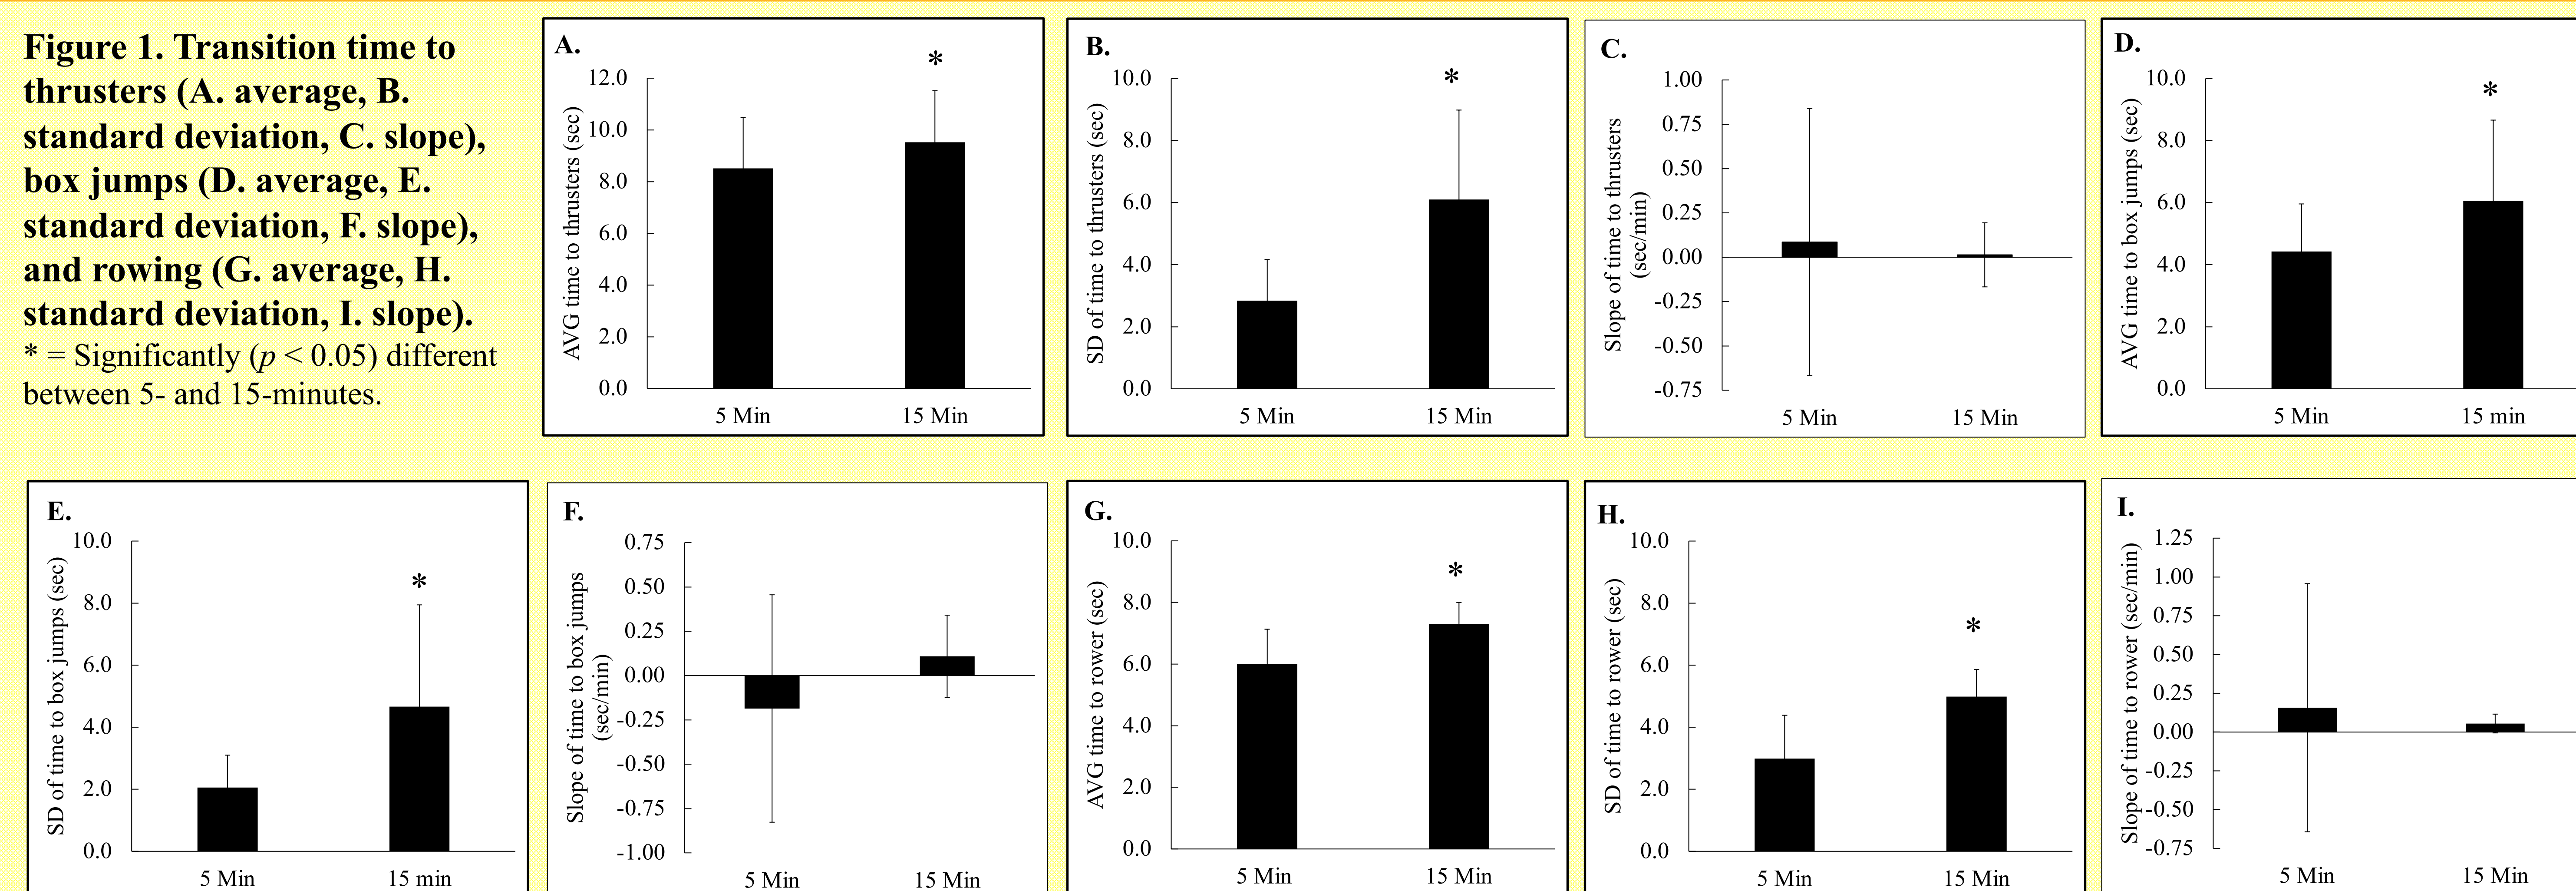 Figure 1. Transition time to
thrusters (A. average, B.
standard deviation, C. slope),
box jumps (D. average, E.
standard deviation, F. slope),
and rowing (G. average, H.
standard deviation, I. slope).
* = Significantly (p < 0.05) different
between 5- and 15-minutes.
A.
*
AVG time to thrusters (sec)
12.0
10.0
8.0
6.0
4.0
2.0
0.0
5 Min
15 Min
B.
*
SD of time to thrusters (sec)
10.0
8.0
6.0
4.0
2.0
0.0
5 Min
15 Min
C.
Slope of time to thrusters
(sec/min)
1.00
0.75
0.50
0.25
0.00
-0.25
-0.50
-0.75
5 Min
15 Min
D.
*
AVG time to box jumps (sec)
10.0
8.0
6.0
4.0
2.0
0.0
5 Min
15 min
E.
*
SD of time to box jumps (sec)
10.0
8.0
6.0
4.0
2.0
0.0
5 Min
15 min
F.
Slope of time to box jumps
(sec/min)
0.75
0.50
0.25
0.00
-0.25
-0.50
-0.75
-1.00
5 Min
15 Min
G.
*
AVG time to rower (sec)
10.0
8.0
6.0
4.0
2.0
0.0
5 Min
15 Min
H.
*
SD of time to rower (sec)
10.0
8.0
6.0
4.0
2.0
0.0
5 Min
15 Min
I.
Slope of time to rower (sec/min)
1.25
1.00
0.75
0.50
0.25
0.00
-0.25
-0.50
-0.75
5 Min
15 Min